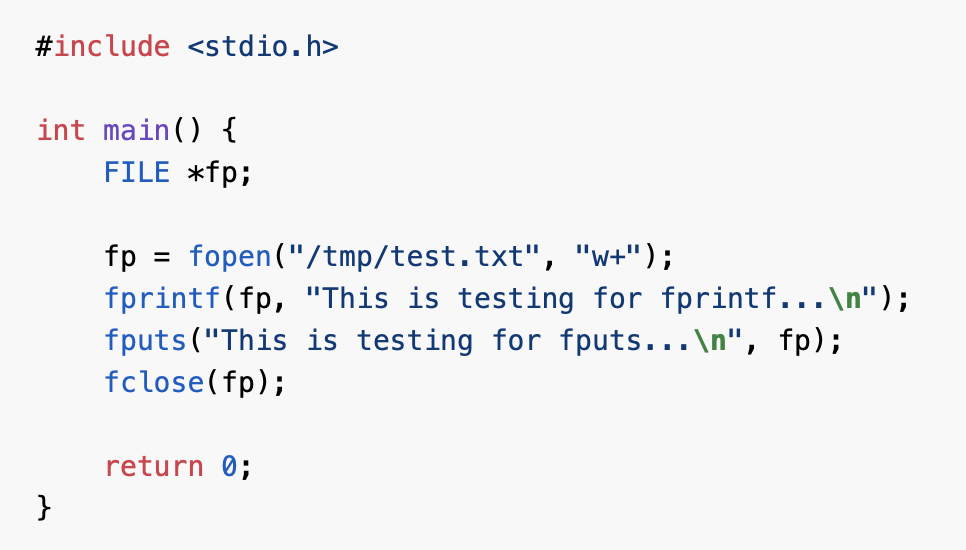 #include <stdio.h>
int main() {
FILE *fp;
fp = fopen("/tmp/test.txt", "w+");
fprintf(fp, "This is testing for fprintf...\n");
fputs("This is testing for fputs...\n", fp);
fclose(fp);
return 0;
}